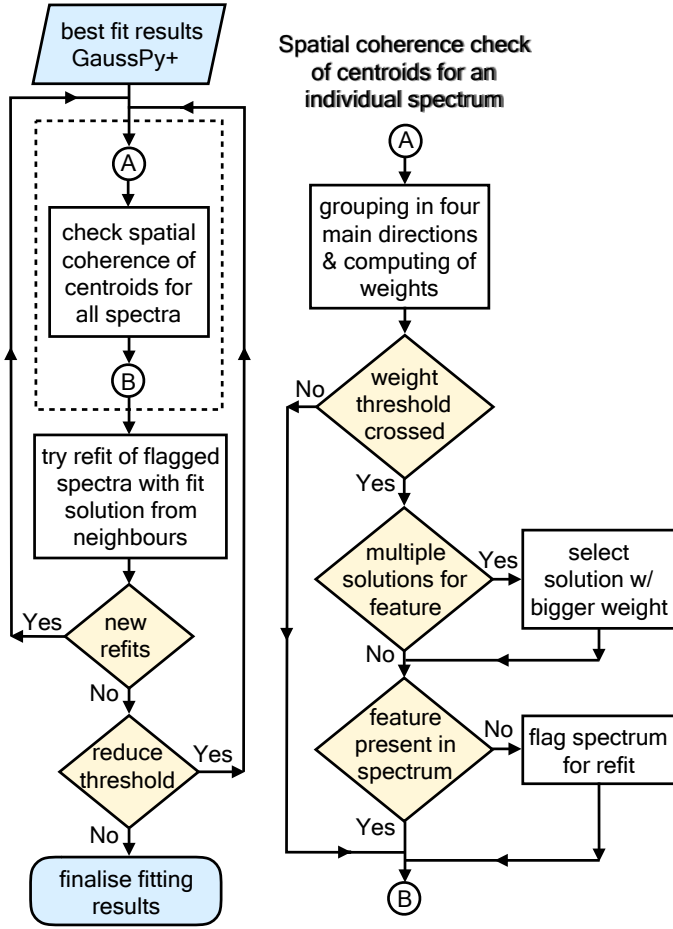 best fit results
GaussPy+
A
check spatial
coherence of
centroids for
all spectra
B
try refit of flagged
spectra with fit
solution from
neighbours
Yes
new
refits
No
reduce
threshold
Yes
No
finalise fitting
results
Spatial coherence check
of centroids for an
individual spectrum
A
grouping in four
main directions
& computing of
weights
No
weight
threshold
crossed
Yes
multiple
solutions for
feature
Yes
select
solution w/
bigger weight
No
feature
present in
spectrum
No
flag spectrum
for refit
Yes
B